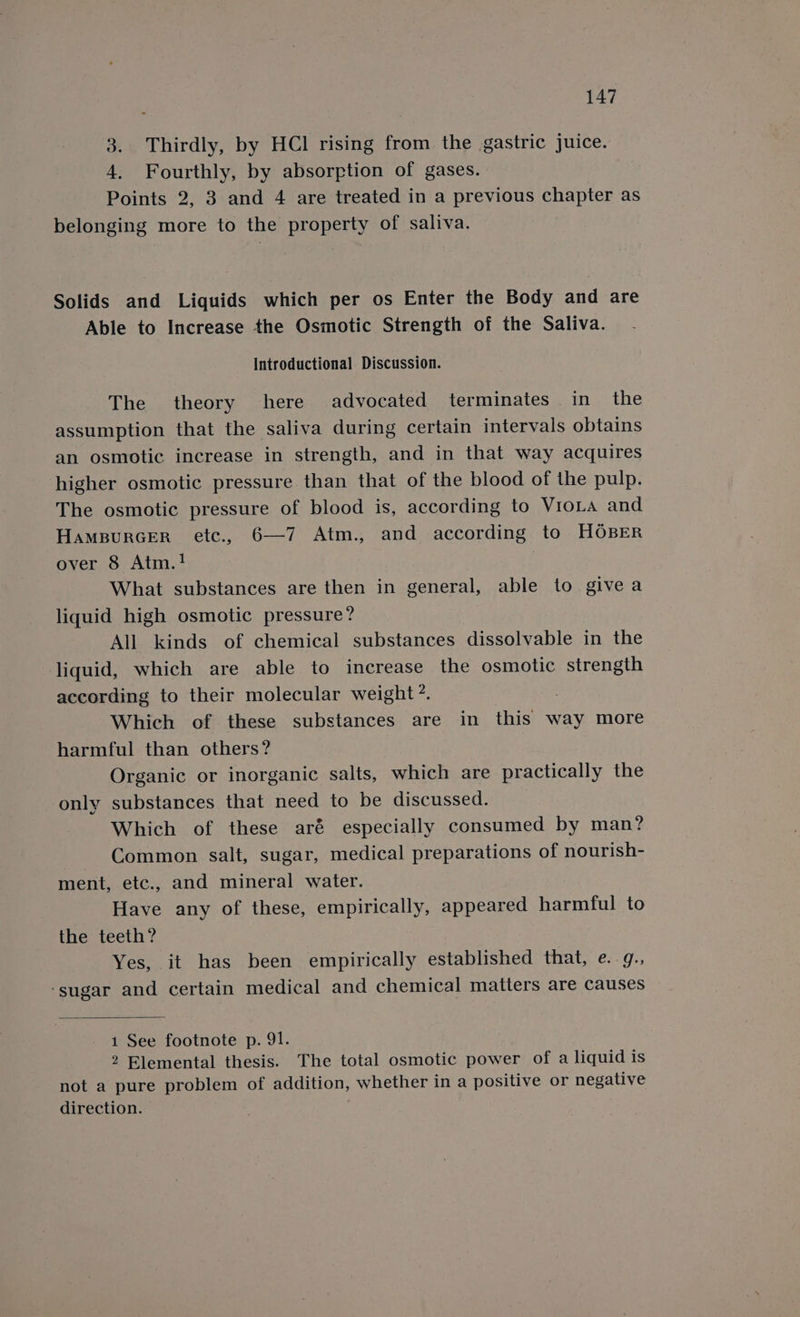 147
3. Thirdly, by HCl rising from the gastric juice.
4. Fourthly, by absorption of gases.
Points 2, 3 and 4 are treated in a previous chapter as
belonging more to the property of saliva.
Solids and Liquids which per os Enter the Body and are
Able to Increase the Osmotic Strength of the Saliva.
Introductional Discussion.
The theory here advocated terminates in the
assumption that the saliva during certain intervals obtains
an osmotic increase in strength, and in that way acquires
higher osmotic pressure than that of the blood of the pulp.
The osmotic pressure of blood is, according to VIOLA and
HAMBURGER etc., 6—7 Atm., and according to HÖBER
over 8 Atm.¹
What substances are then in general, able to give a
liquid high osmotic pressure?
All kinds of chemical substances dissolvable in the
liquid, which are able to increase the osmotic strength
according to their molecular weight².
Which of these substances are in this way more
harmful than others?
Organic or inorganic salts, which are practically the
only substances that need to be discussed.
Which of these aré especially consumed by man?
Common salt, sugar, medical preparations of nourish-
ment, etc., and mineral water.
Have any of these, empirically, appeared harmful to
the teeth?
Yes, it has been empirically established that, e. g.,
sugar and certain medical and chemical matters are causes
1 See footnote p. 91.
2 Elemental thesis. The total osmotic power of a liquid is
not a pure problem of addition, whether in a positive or negative
direction.